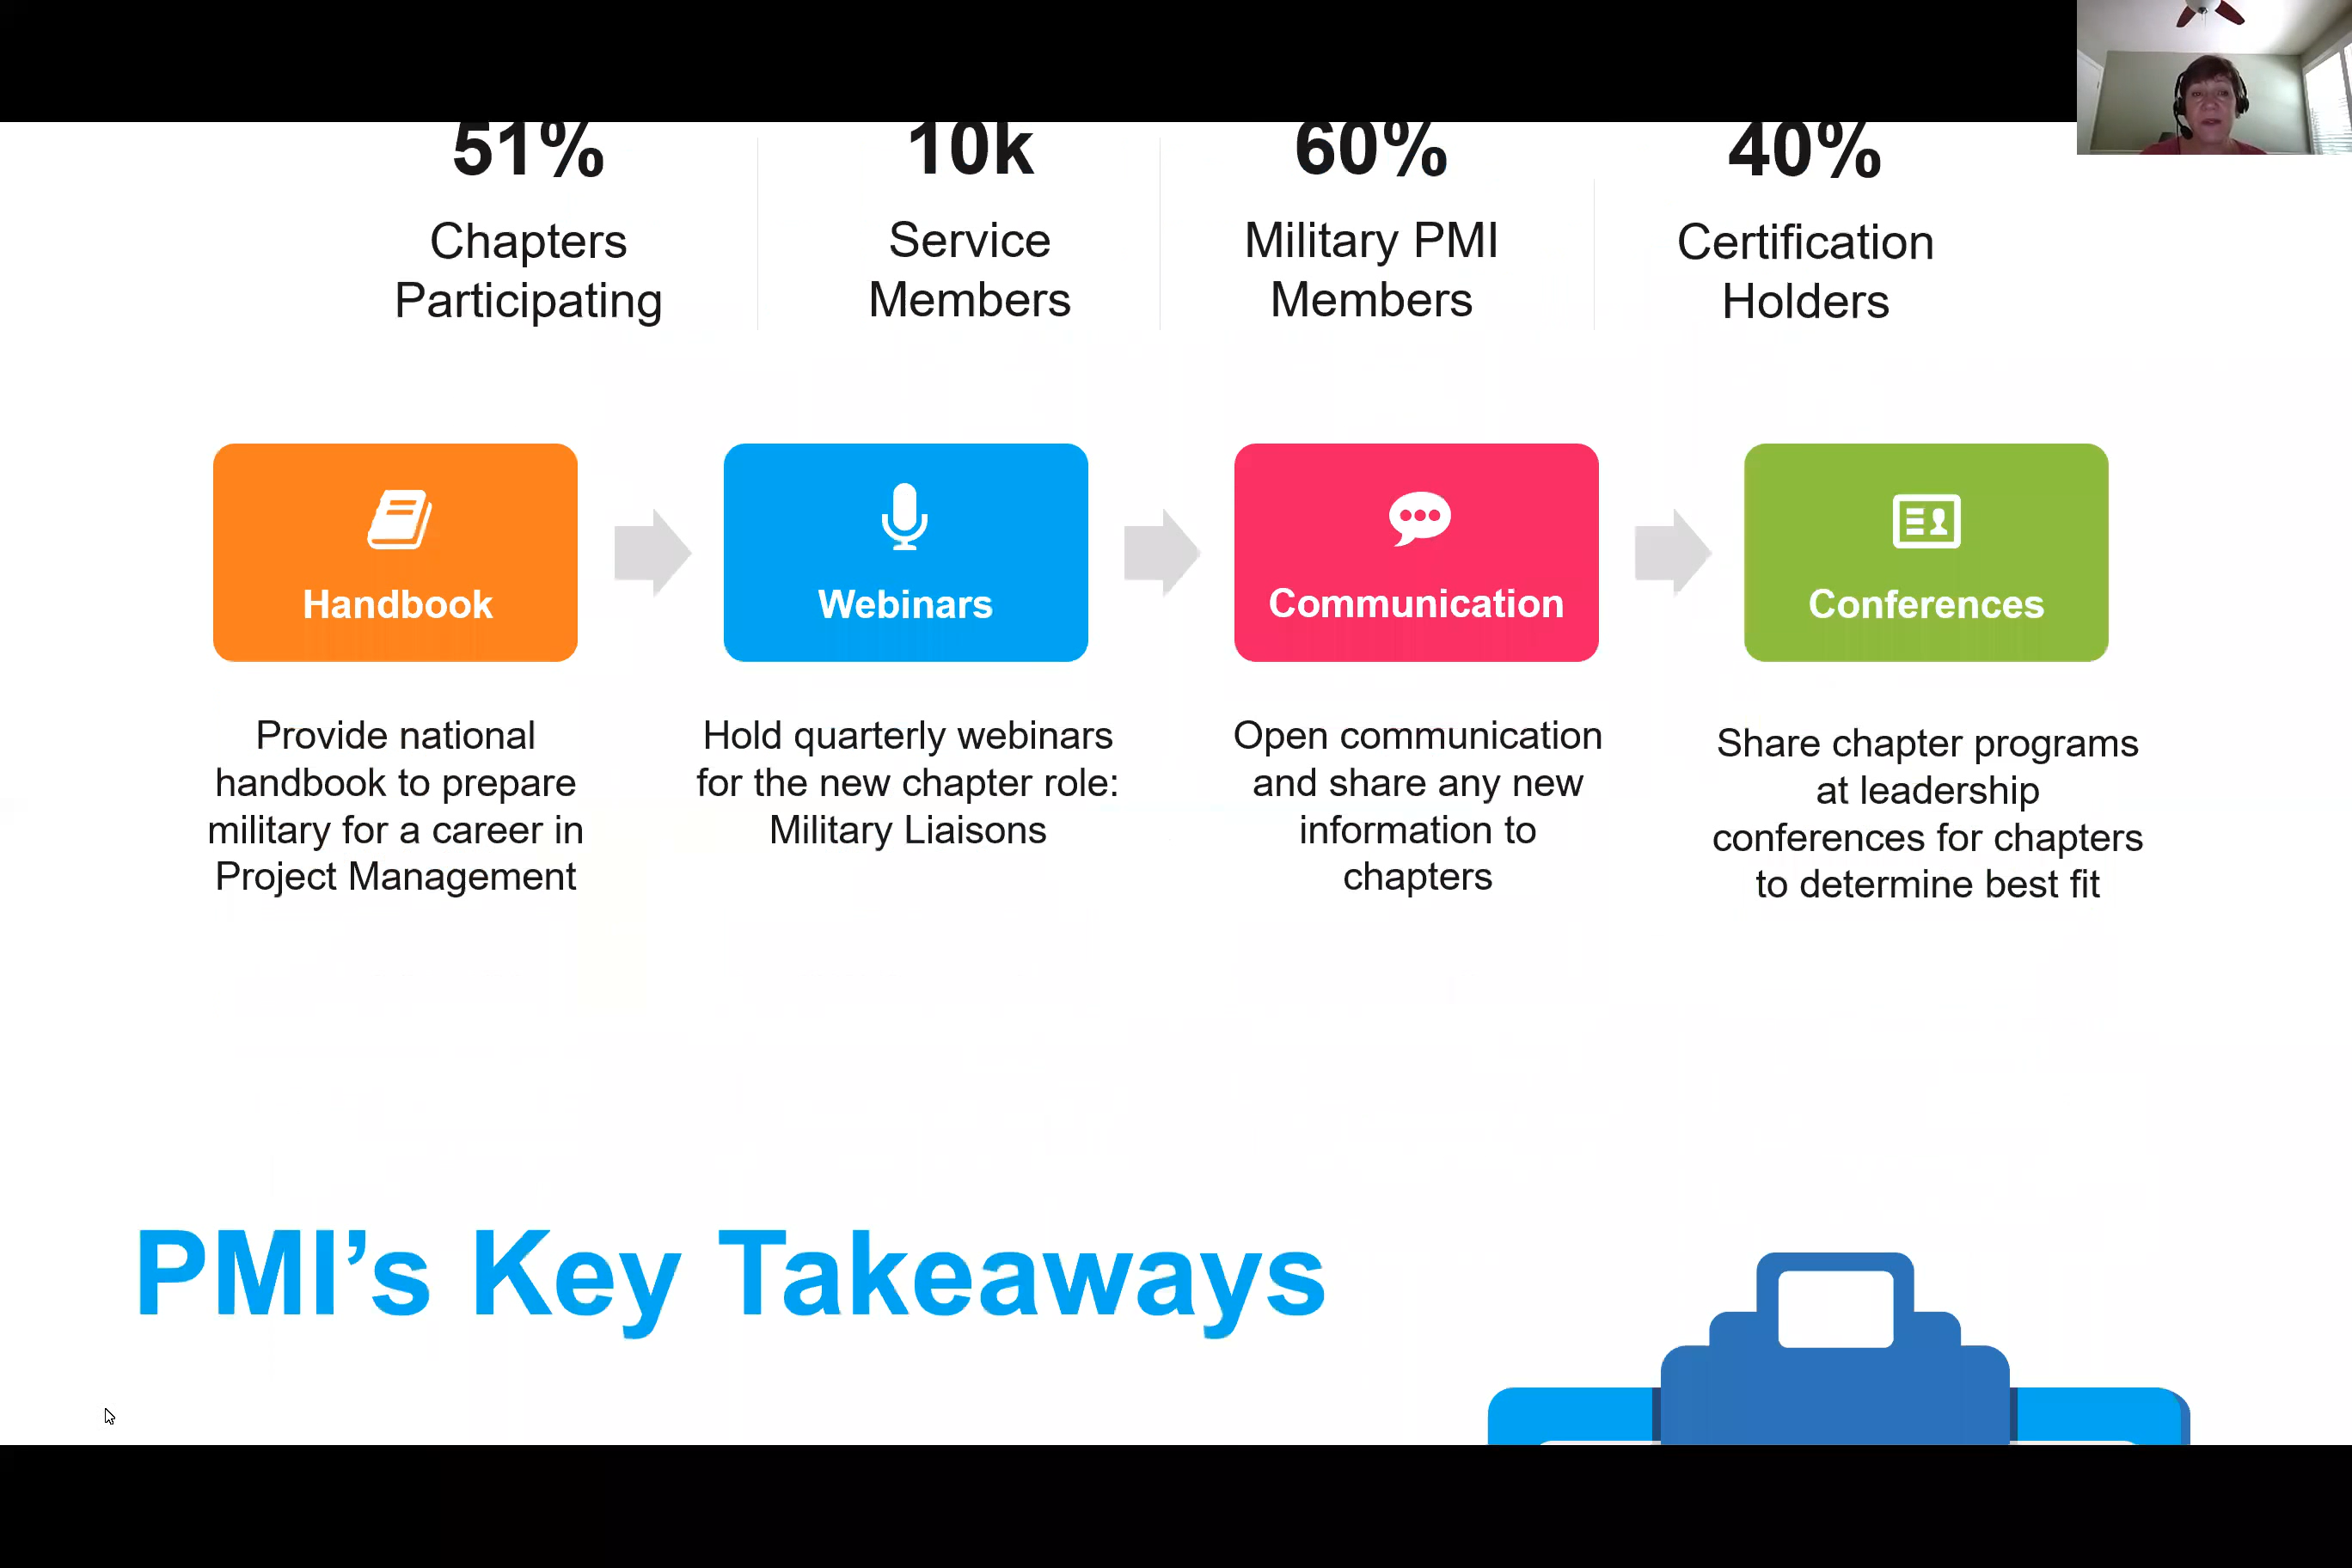 51%
10k
60%
40%
Chapters
Participating
Service
Members
Military PMI
Members
Certification
Holders
Handbook
Webinars
Communication
Conferences
Provide national
handbook to prepare
military for a career in
Project Management
Hold quarterly webinars
for the new chapter role:
Military Liaisons
Open communication
and share any new
information to
chapters
Share chapter programs
at leadership
conferences for chapters
to determine best fit
PMI’s Key Takeaways